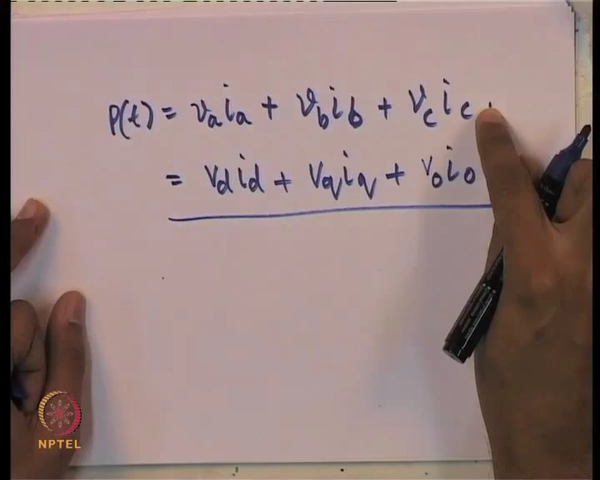 p(t) = vaia + vbib + vcic
= vdid + vqiq + v0i0
NPTEL